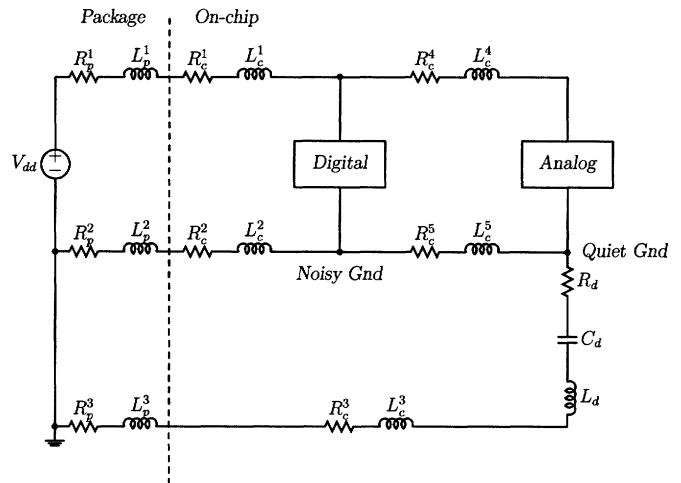 Package On-chip
R_p^1 L_p^1 R_c^1 L_c^1 R_c^4 L_c^4
V_dd + − Digital Analog
R_p^2 L_p^2 R_c^2 L_c^2 R_c^5 L_c^5
Noisy Gnd Quiet Gnd
R_d
C_d
L_d
R_p^3 L_p^3 R_c^3 L_c^3